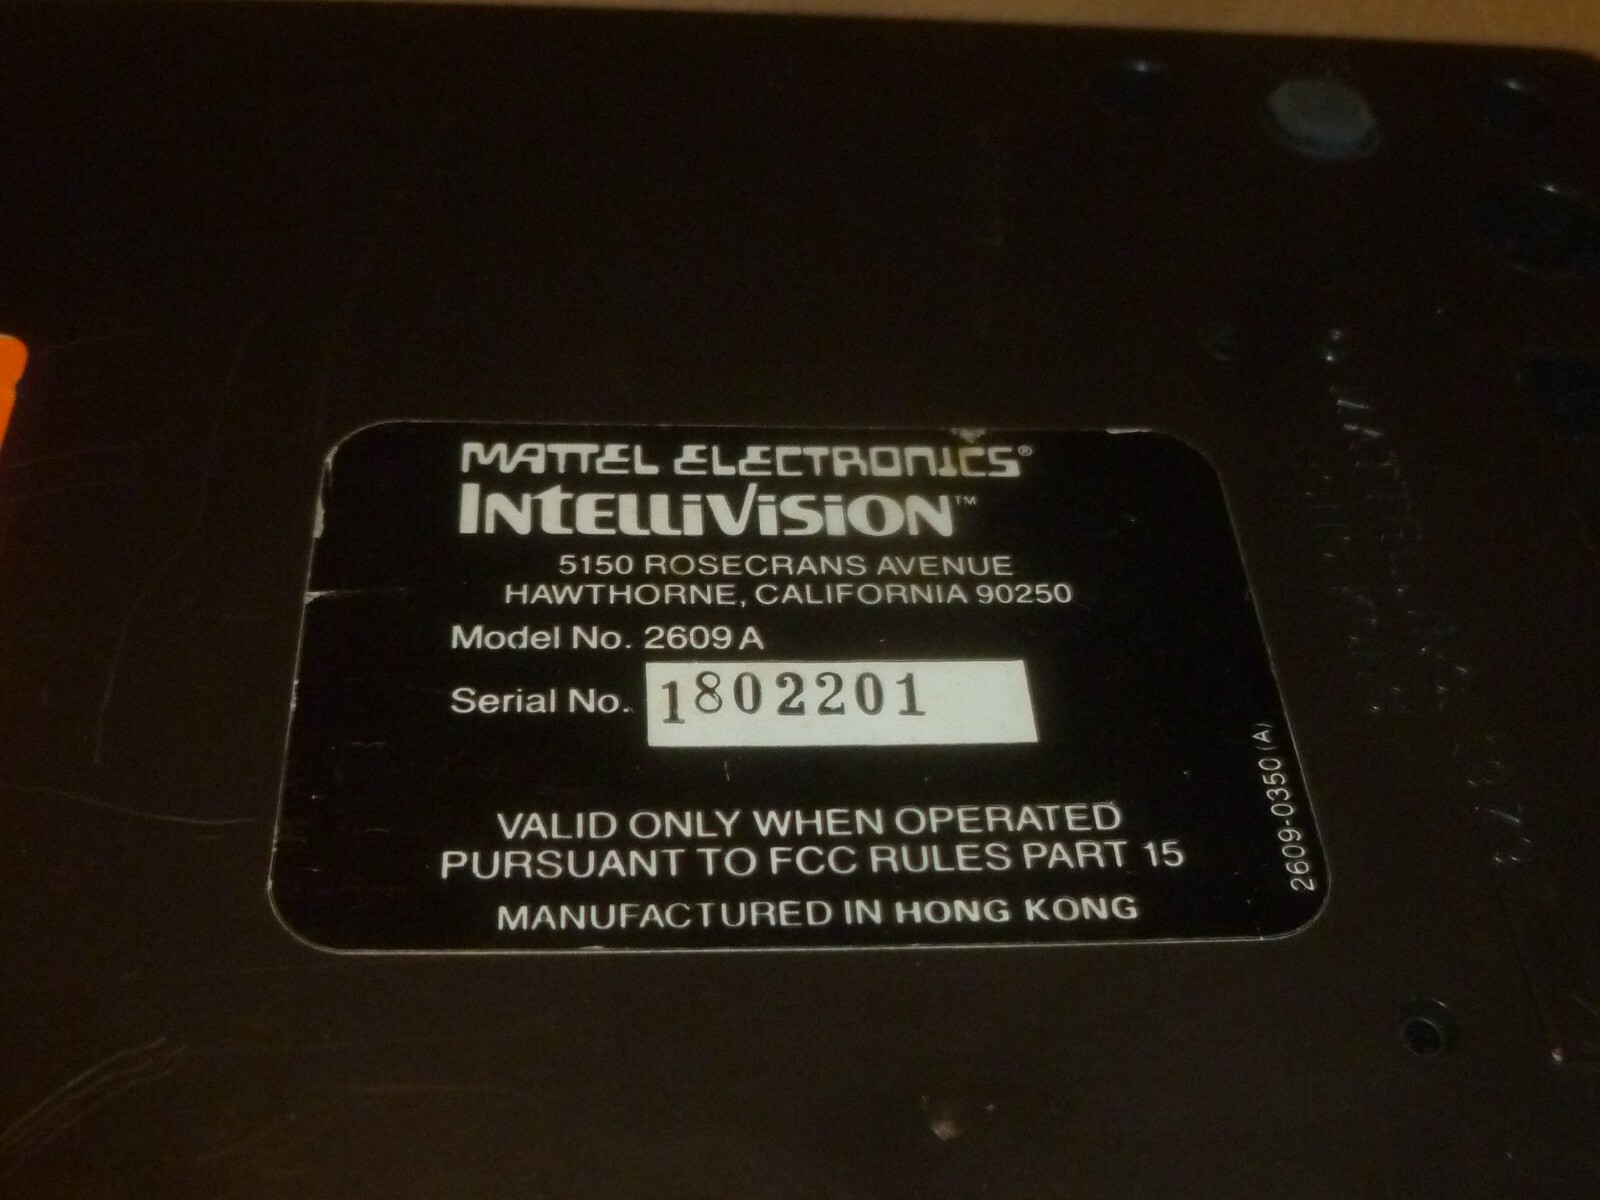 MATTEL ELECTRONICS®
INTELLIVISION™
5150 ROSECRANS AVENUE
HAWTHORNE, CALIFORNIA 90250
Model No. 2609A
Serial No. 1802201
VALID ONLY WHEN OPERATED
PURSUANT TO FCC RULES PART 15
MANUFACTURED IN HONG KONG
2609-0350 (A)